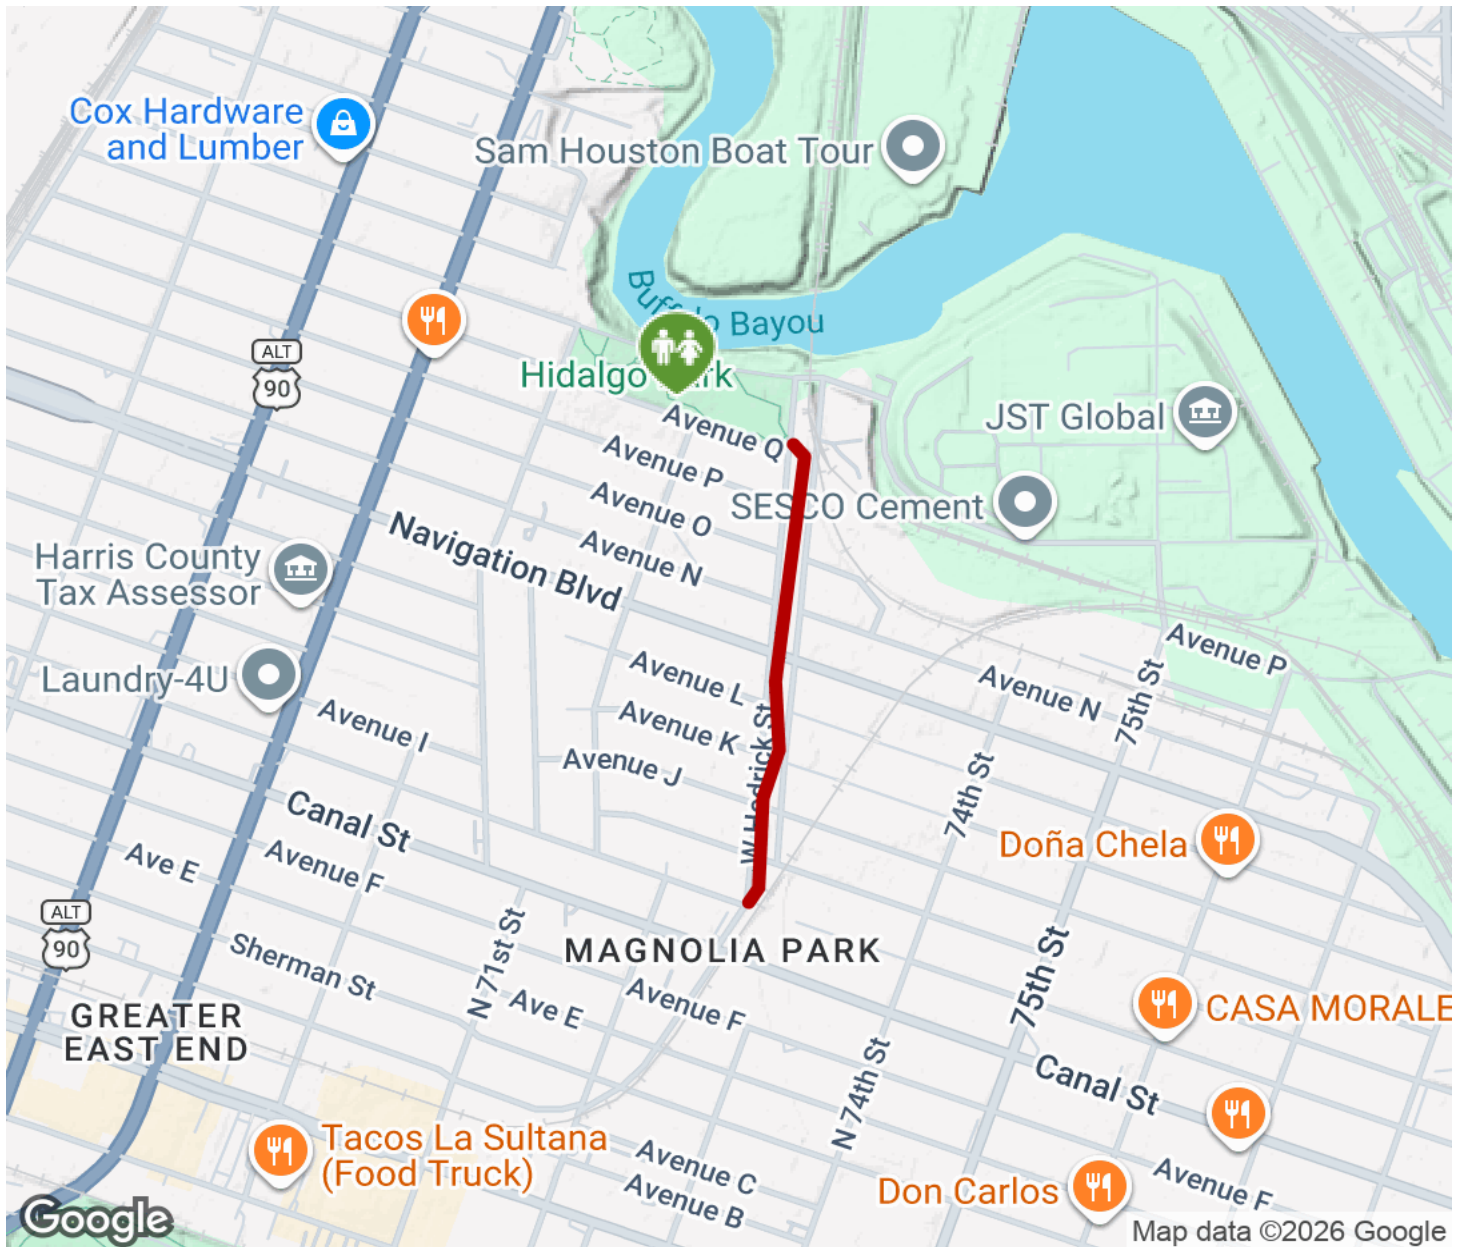 Cox Hardware
and Lumber
Sam Houston Boat Tour
Buffalo Bayou
ALT
90
Hidalgo Park
JST Global
Avenue Q
Avenue P
SESCO Cement
Avenue O
Navigation Blvd
Avenue N
Harris County
Tax Assessor
Avenue P
Avenue L
Laundry-4U
Avenue N
75th St
Avenue I
Avenue K
W Hedrick St
Avenue J
74th St
Canal St
Doña Chela
Ave E
Avenue F
ALT
90
N 71st St
MAGNOLIA PARK
Sherman St
75th St
Ave E
Avenue F
CASA MORALE
GREATER
EAST END
N 74th St
Canal St
Tacos La Sultana
(Food Truck)
Avenue C
Avenue B
Don Carlos
Avenue F
Google
Map data ©2026 Google